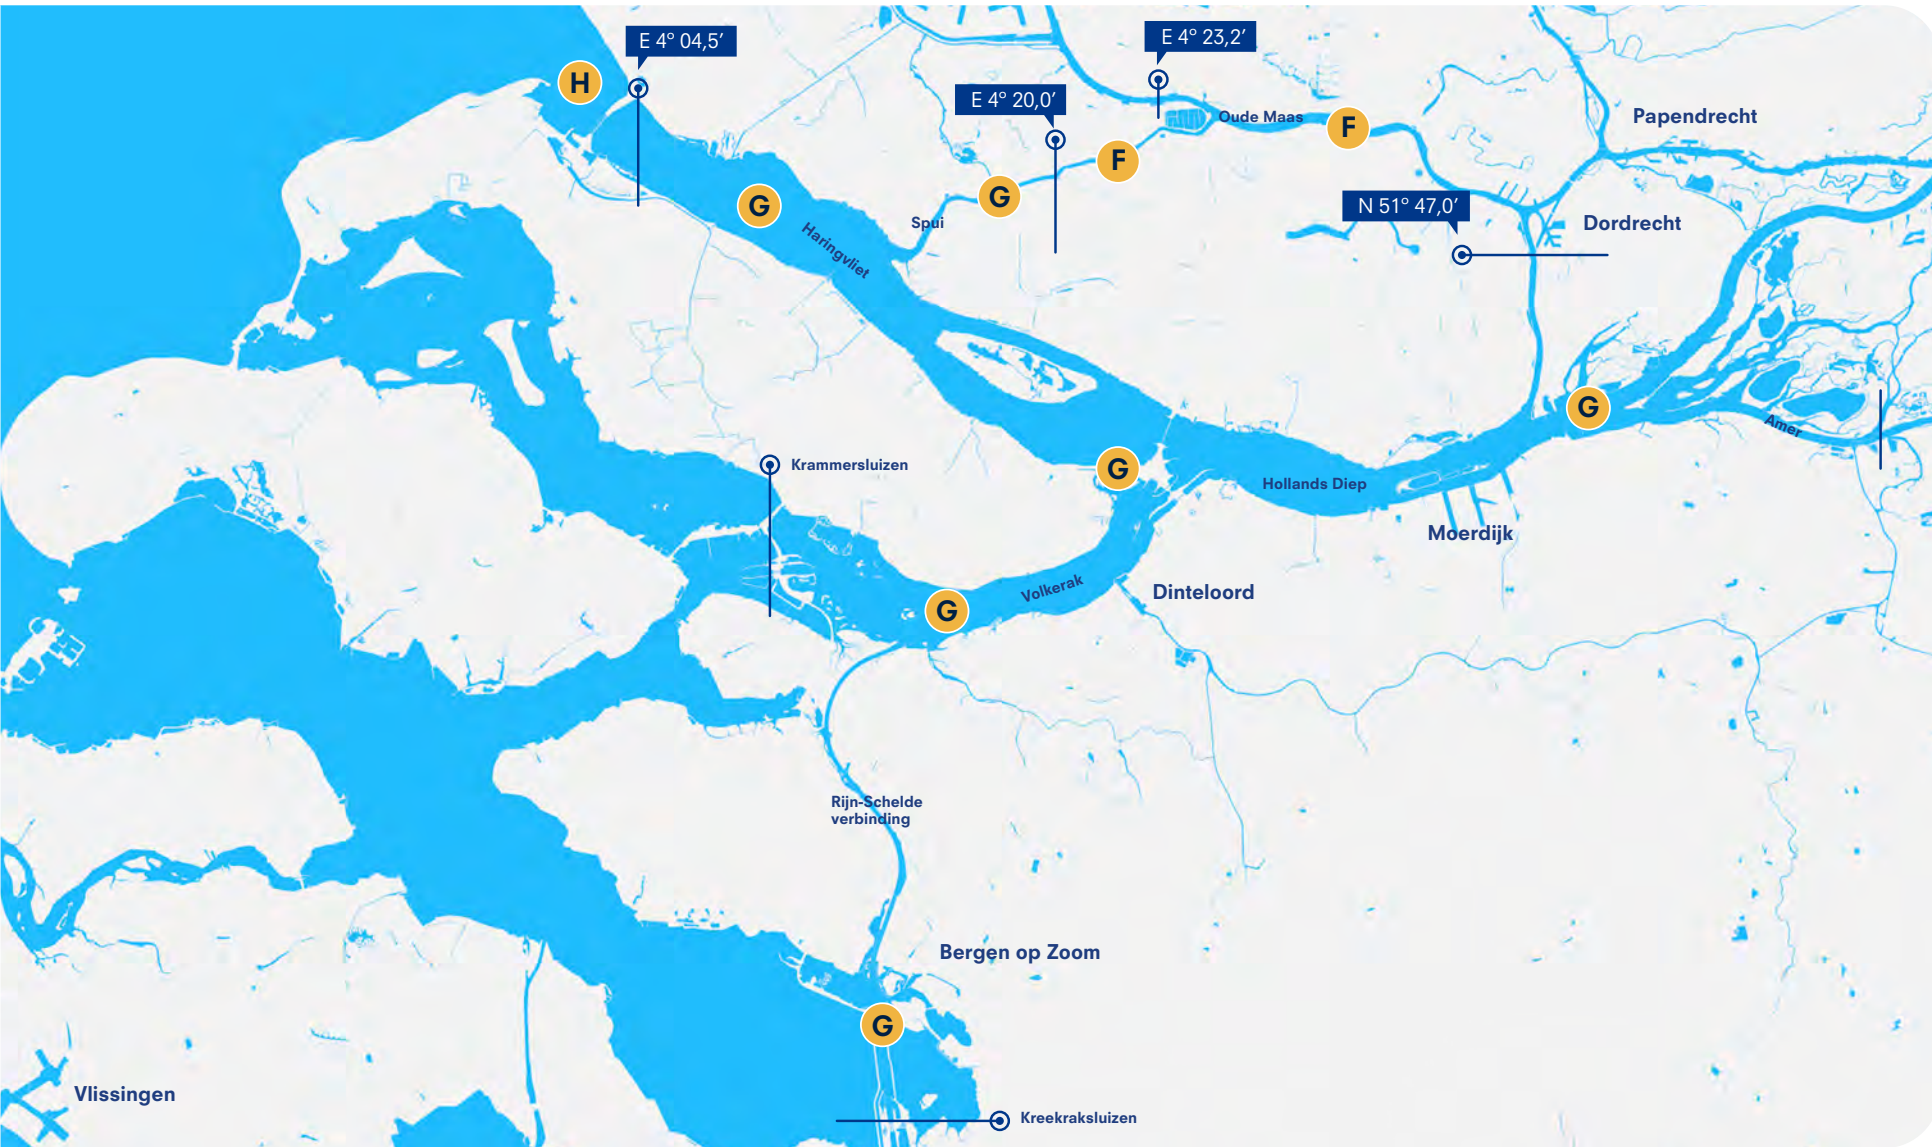 E 4° 04,5’
E 4° 23,2’
H
E 4° 20,0’
Oude Maas
F
Papendrecht
F
G
G
N 51° 47,0’
Spui
Dordrecht
Haringvliet
G
Amer
Krammersluizen
G
Hollands Diep
Moerdijk
Volkerak
Dinteloord
G
Rijn-Schelde
verbinding
Bergen op Zoom
G
Vlissingen
Kreekraksluizen